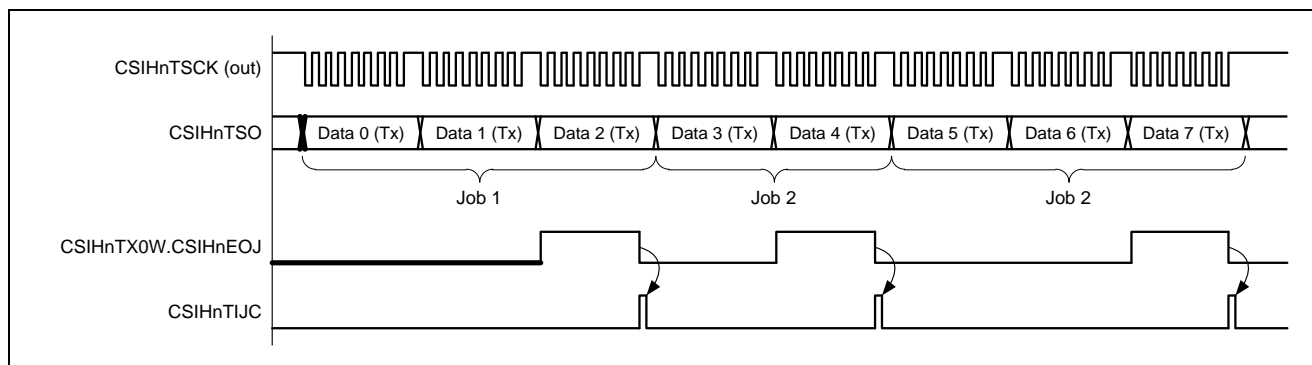 CSIHnTSCK (out)
CSIHnTSO
Data 0 (Tx) Data 1 (Tx) Data 2 (Tx) Data 3 (Tx) Data 4 (Tx) Data 5 (Tx) Data 6 (Tx) Data 7 (Tx)
Job 1 Job 2 Job 2
CSIHnTX0W.CSIHnEOJ
CSIHnTIJC